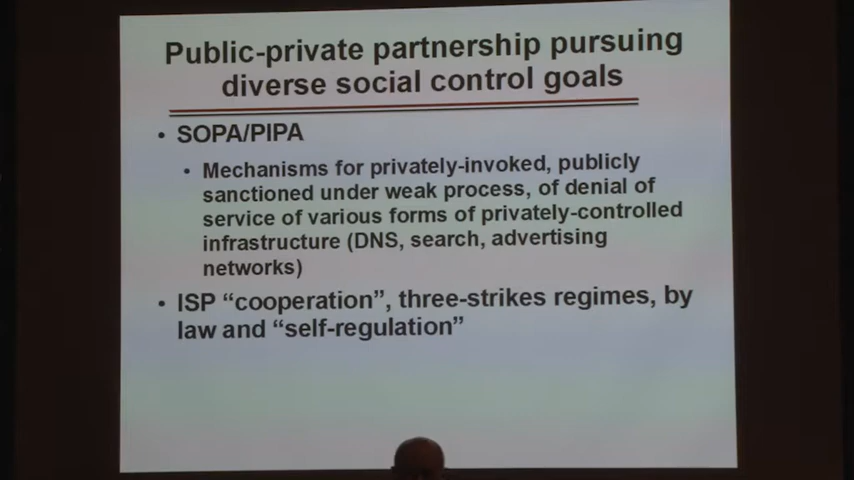 Public-private partnership pursuing
diverse social control goals
• SOPA/PIPA
• Mechanisms for privately-invoked, publicly
sanctioned under weak process, of denial of
service of various forms of privately-controlled
infrastructure (DNS, search, advertising
networks)
• ISP “cooperation”, three-strikes regimes, by
law and “self-regulation”